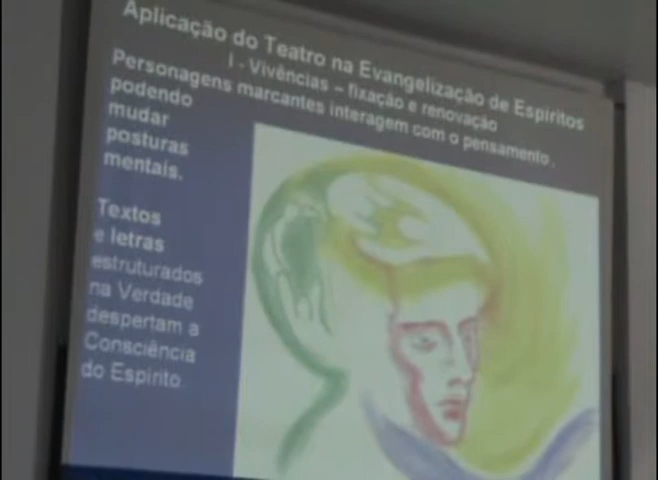 Aplicação do Teatro na Evangelização de Espíritos
I - Vivências – fixação e renovação
Personagens marcantes interagem com o pensamento .
podendo
mudar
posturas
mentais.
Textos
e letras
estruturados
na Verdade
despertam a
Consciência
do Espírito